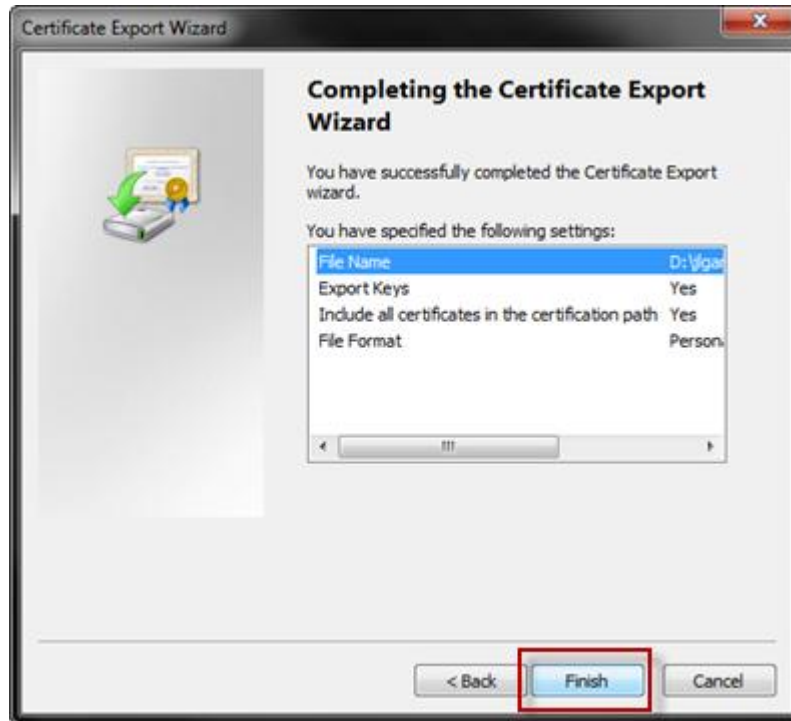 Certificate Export Wizard
Completing the Certificate Export
Wizard
You have successfully completed the Certificate Export
wizard.
You have specified the following settings:
File Name
Export Keys Yes
Include all certificates in the certification path Yes
File Format Persona
< Back Finish Cancel